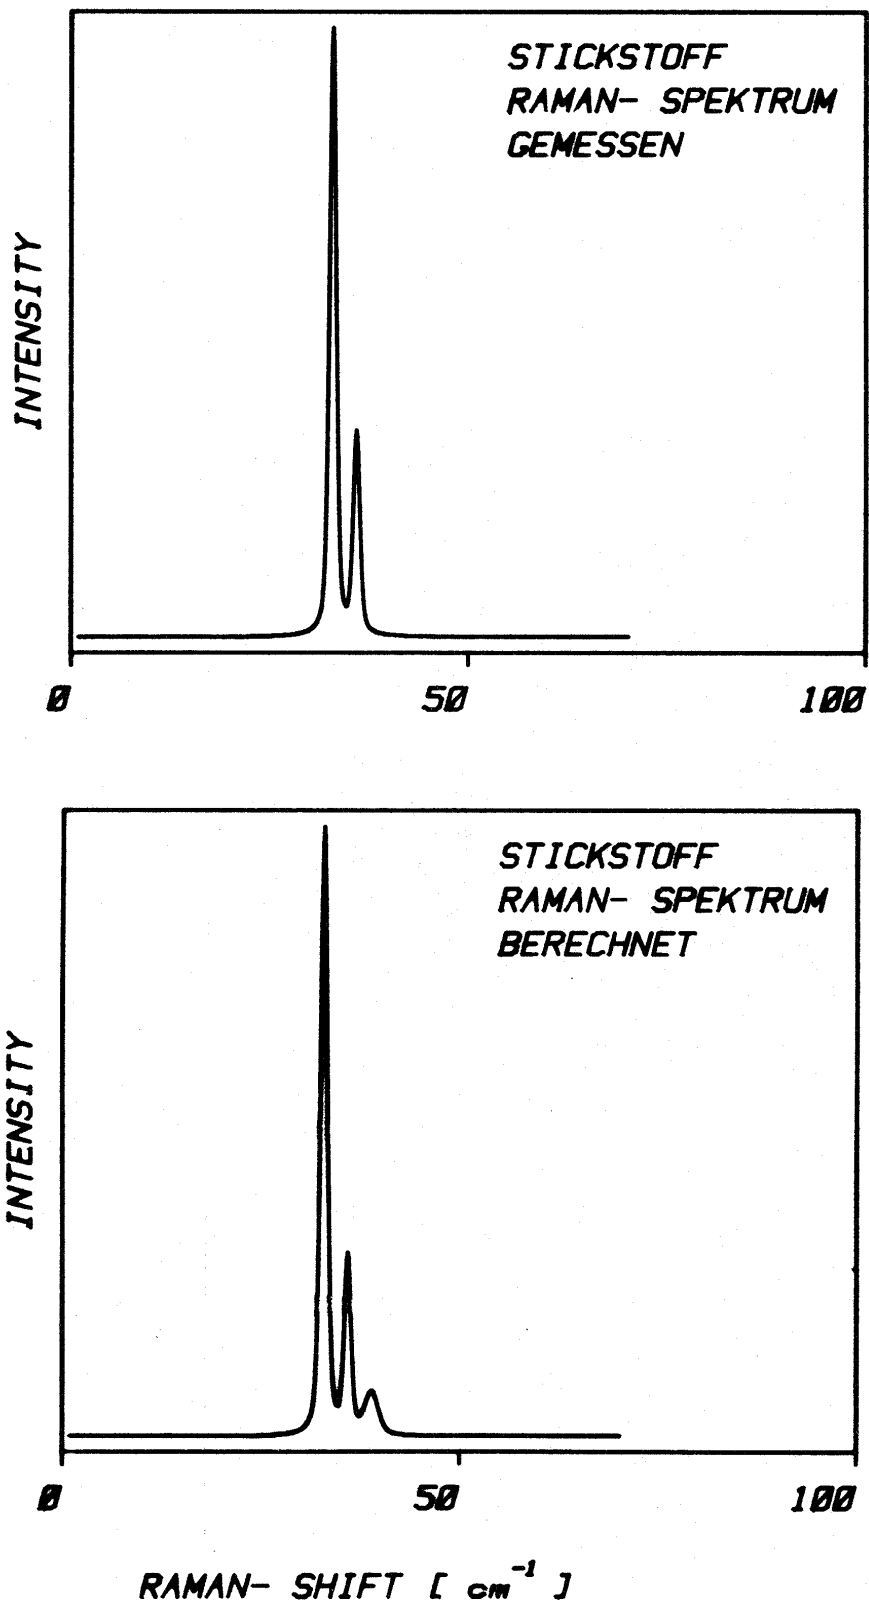 STICKSTOFF
RAMAN- SPEKTRUM
GEMESSEN
INTENSITY
0 50 100
STICKSTOFF
RAMAN- SPEKTRUM
BERECHNET
INTENSITY
0 50 100
RAMAN- SHIFT [ cm⁻¹ ]